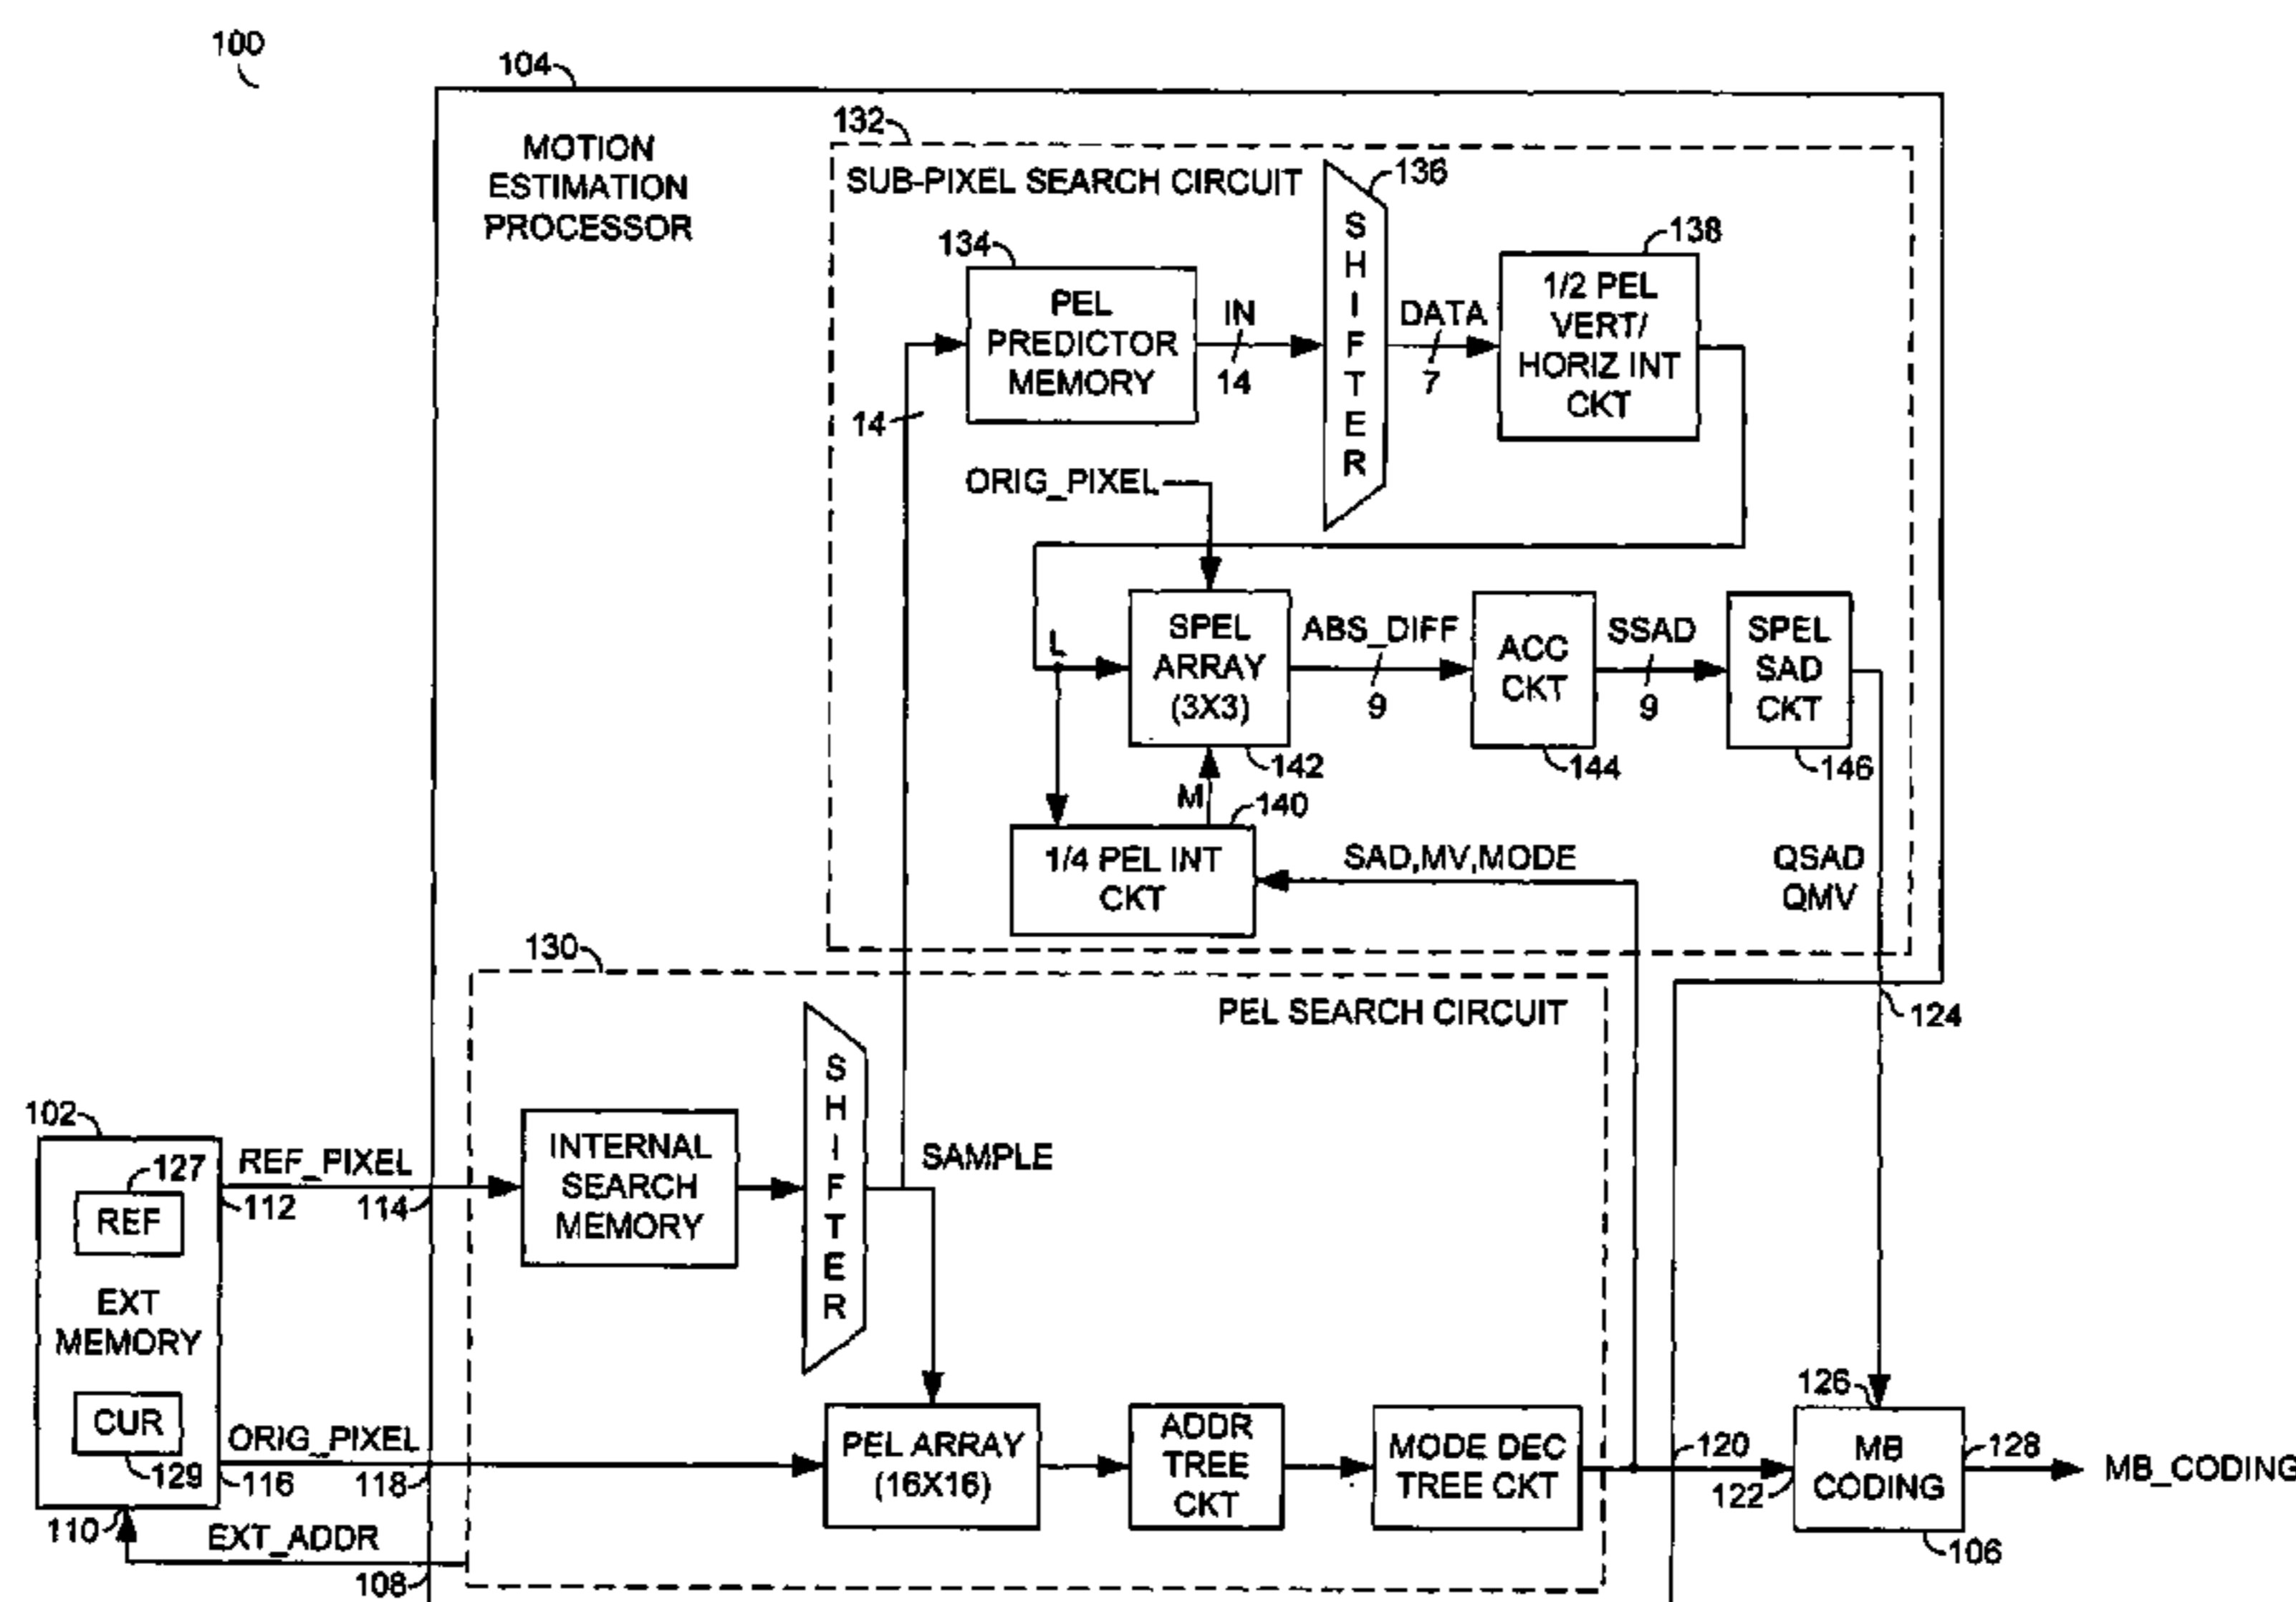 100
104
MOTION
ESTIMATION
PROCESSOR
132
SUB-PIXEL SEARCH CIRCUIT
136
SHIFTER
134
PEL
PREDICTOR
MEMORY
IN
14
DATA
7
138
1/2 PEL
VERT/
HORIZ INT
CKT
14
ORIG_PIXEL
L
SPEL
ARRAY
(3X3)
142
ABS_DIFF
9
ACC
CKT
144
SSAD
9
SPEL
SAD
CKT
146
M
140
1/4 PEL INT
CKT
SAD,MV,MODE
QSAD
QMV
124
130
PEL SEARCH CIRCUIT
102
127
REF
EXT
MEMORY
CUR
129
REF_PIXEL
112
114
INTERNAL
SEARCH
MEMORY
SHIFTER
SAMPLE
ORIG_PIXEL
116
118
110
EXT_ADDR
108
PEL ARRAY
(16X16)
ADDR
TREE
CKT
MODE DEC
TREE CKT
120
122
126
MB
CODING
106
128
MB_CODING